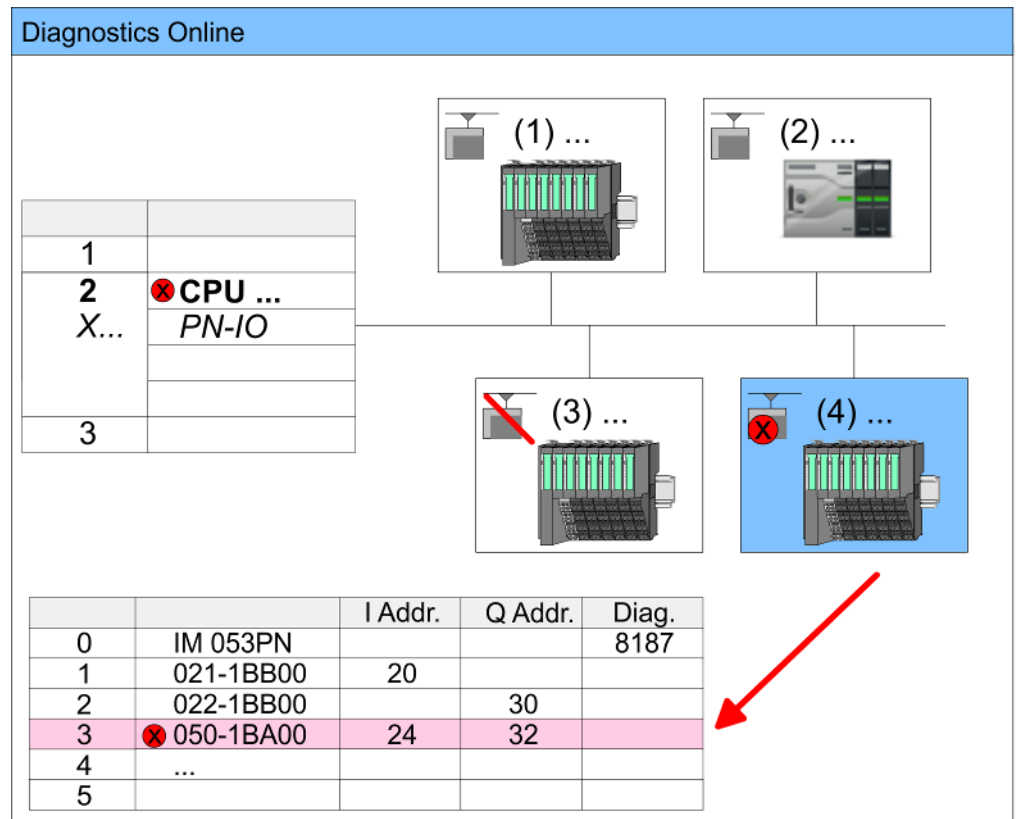 Diagnostics Online
(1) ...
(2) ...
1
2 X CPU ...
X... PN-IO
3
(3) ...
X (4) ...
I Addr. Q Addr. Diag.
0 IM 053PN 8187
1 021-1BB00 20
2 022-1BB00 30
3 X 050-1BA00 24 32
4 ...
5